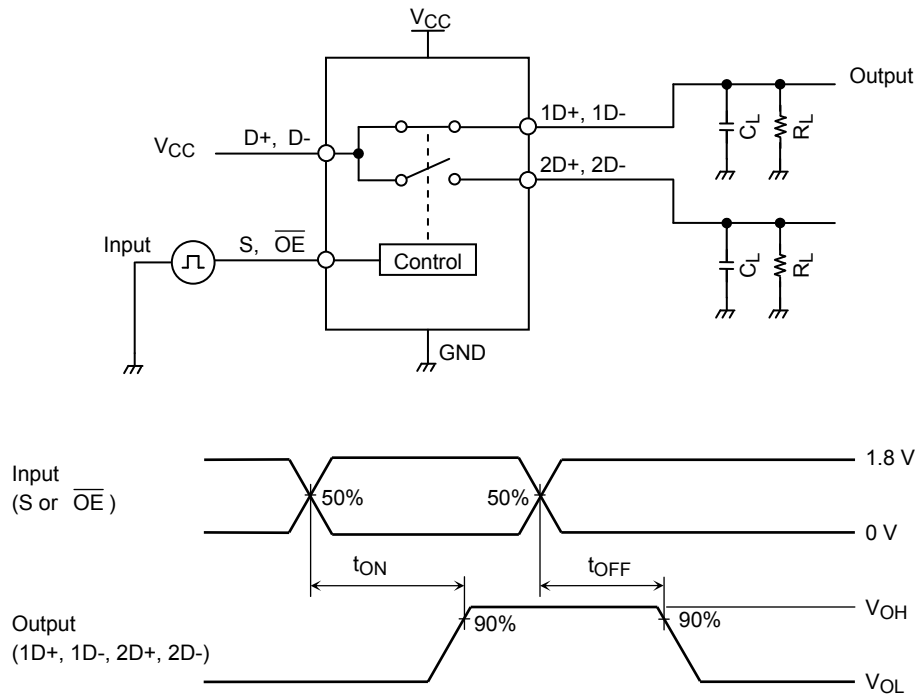 VCC
Output
1D+, 1D-
CL
RL
VCC
D+, D-
2D+, 2D-
Input
S, OE
Control
CL
RL
GND
Input
(S or OE )
50%
50%
1.8 V
0 V
tON
tOFF
Output
(1D+, 1D-, 2D+, 2D-)
90%
90%
VOH
VOL